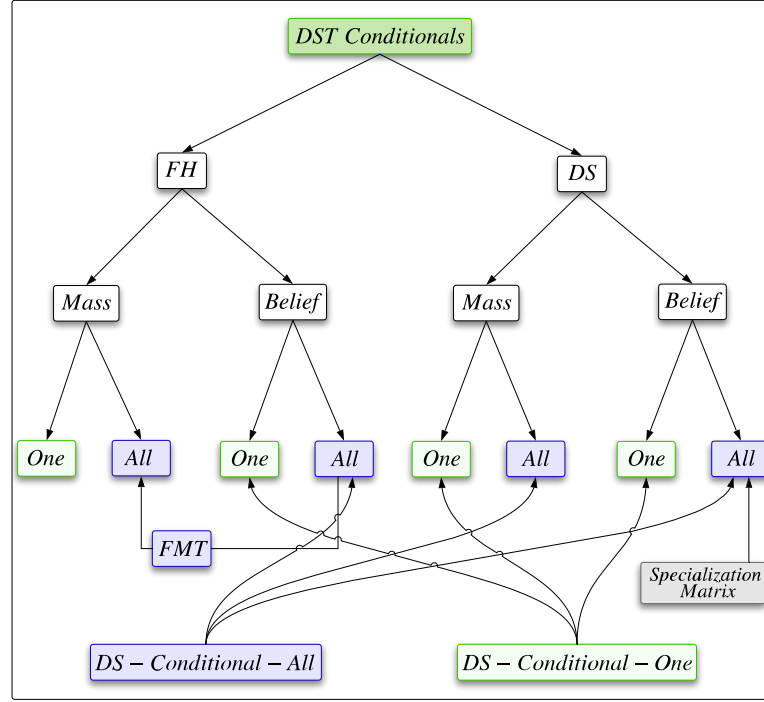 DST Conditionals
FH
DS
Mass
Belief
Mass
Belief
One
All
One
All
One
All
One
All
FMT
Specialization
Matrix
DS – Conditional – All
DS – Conditional – One